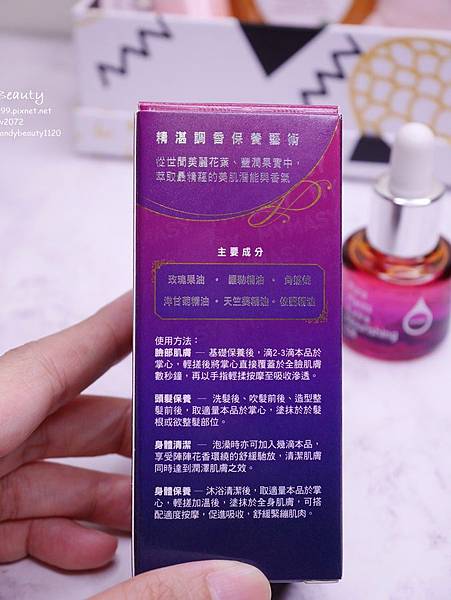 Beauty
99.pixnet.net
v2072
andybeauty1120
精湛調香保養藝術
從世間美麗花葉、豐潤果實中，
萃取最精蘊的美肌潛能與香氣
主要成分
玫瑰果油 • 羅勒精油 • 角鯊烷
洋甘菊精油 • 天竺葵精油 • 依蘭精油
使用方法：
臉部肌膚 — 基礎保養後，滴2-3滴本品於
掌心，輕搓後將掌心直接覆蓋於全臉肌膚
數秒鐘，再以手指輕揉按摩至吸收滲透。
頭髮保養 — 洗髮後、吹髮前後、造型整
髮前後，取適量本品於掌心，塗抹於於髮
根或欲整髮部位。
身體清潔 — 泡澡時亦可加入幾滴本品，
享受陣陣花香環繞的舒緩馳放，清潔肌膚
同時達到潤澤肌膚之效。
身體保養 — 沐浴清潔後，取適量本品於掌
心，輕搓加溫後，塗抹於全身肌膚，可搭
配適度按摩，促進吸收，舒緩緊繃肌肉。